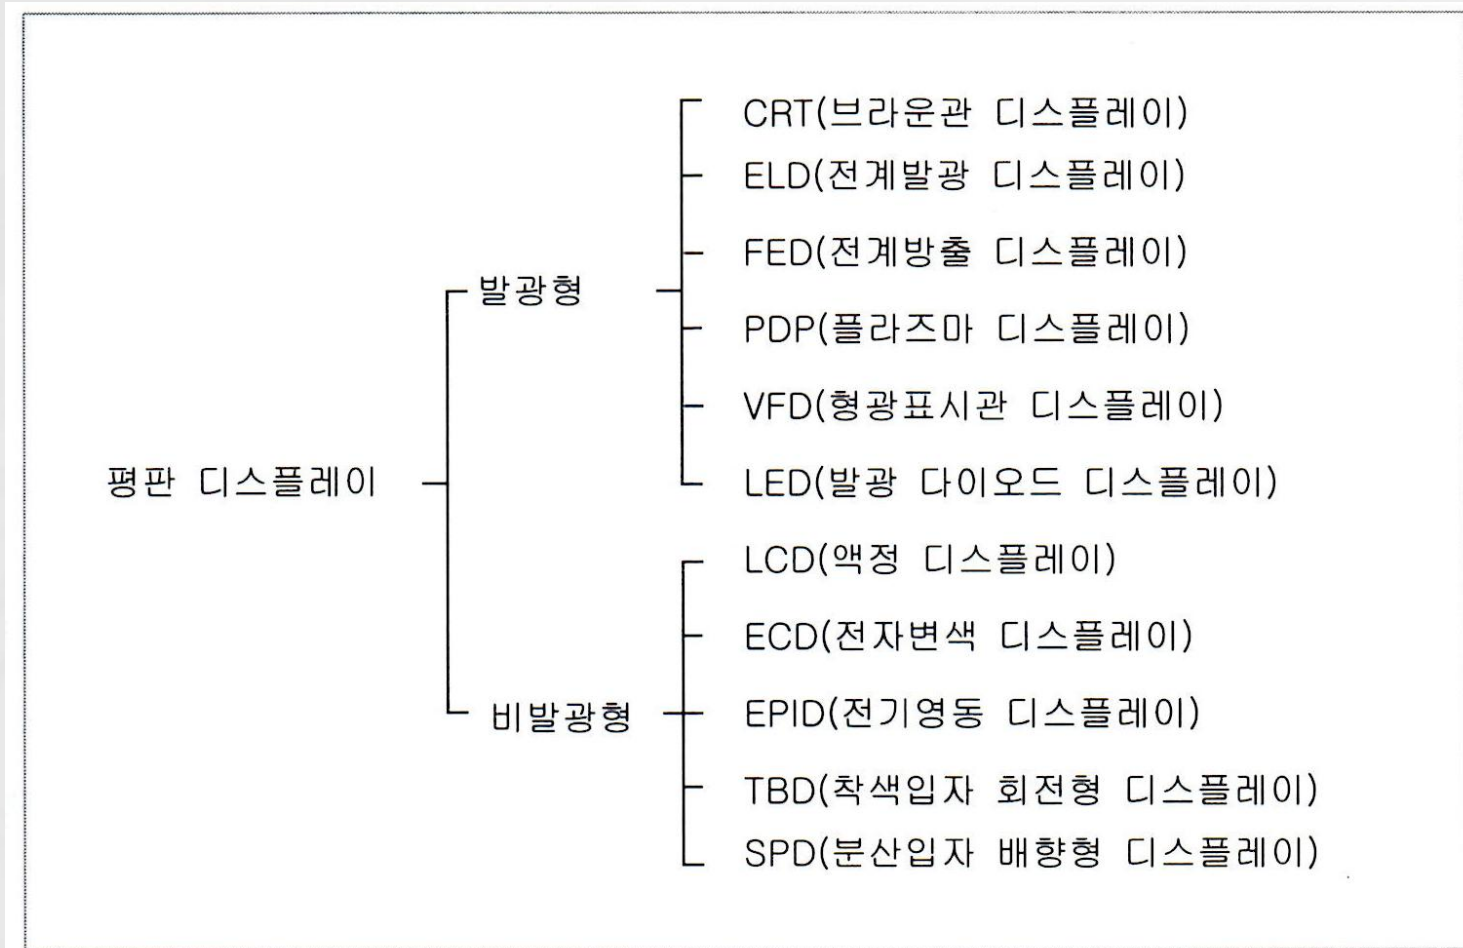 CRT(브라운관 디스플레이)
ELD(전계발광 디스플레이)
FED(전계방출 디스플레이)
발광형
PDP(플라즈마 디스플레이)
VFD(형광표시관 디스플레이)
평판 디스플레이
LED(발광 다이오드 디스플레이)
LCD(액정 디스플레이)
ECD(전자변색 디스플레이)
비발광형
EPID(전기영동 디스플레이)
TBD(착색입자 회전형 디스플레이)
SPD(분산입자 배향형 디스플레이)